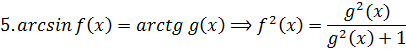 5. arcsin f(x) = arctg g(x) ⟹ f²(x) = g²(x) / (g²(x) + 1)